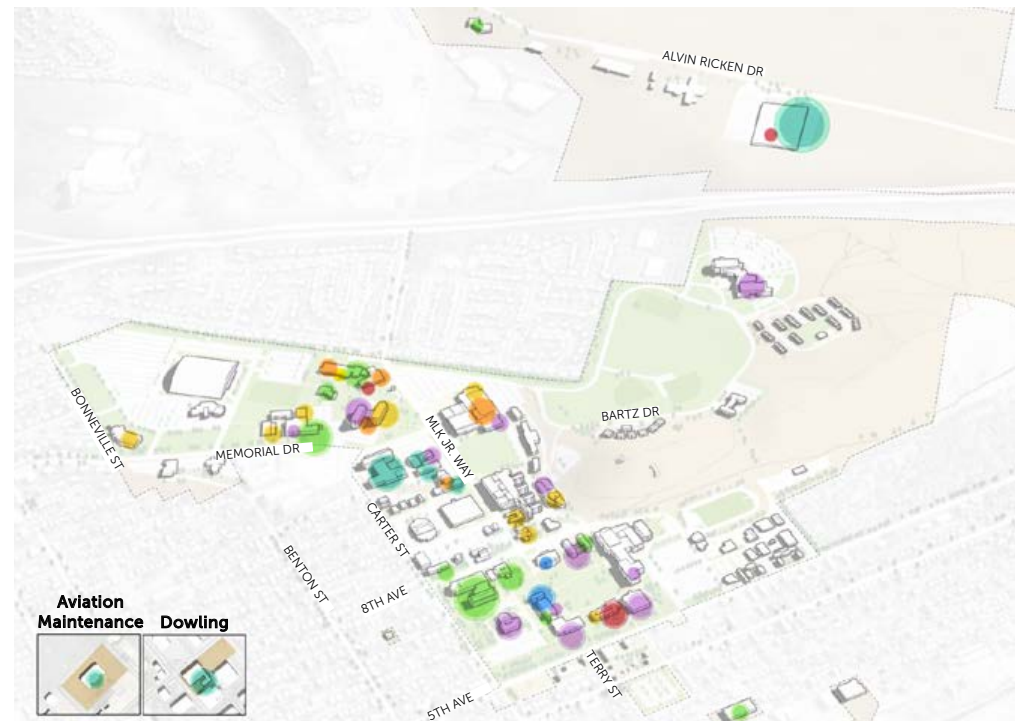 ALVIN RICKEN DR
BONNEVILLE ST
MEMORIAL DR
MLK JR. WAY
BARTZ DR
CARTER ST
BENTON ST
8TH AVE
TERRY ST
5TH AVE
Aviation
Maintenance
Dowling